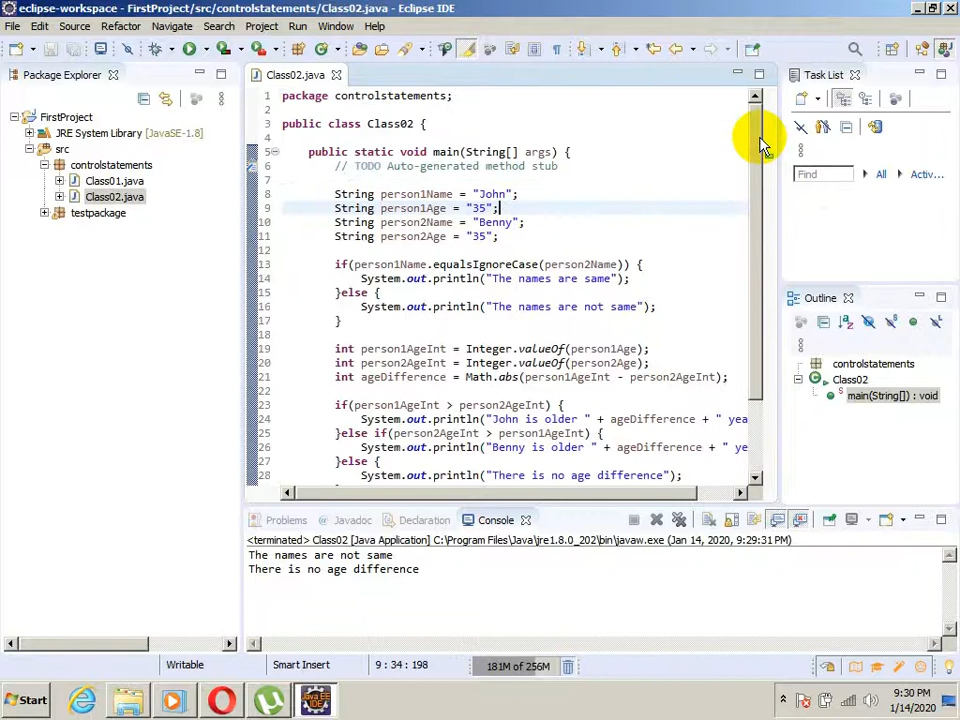 eclipse-workspace - FirstProject/src/controlstatements/Class02.java - Eclipse IDE
File Edit Source Refactor Navigate Search Project Run Window Help
Package Explorer
FirstProject
JRE System Library [JavaSE-1.8]
src
controlstatements
Class01.java
Class02.java
testpackage
Class02.java
1 package controlstatements;
2
3 public class Class02 {
4
5 public static void main(String[] args) {
6 // TODO Auto-generated method stub
7
8 String person1Name = "John";
9 String person1Age = "35";
10 String person2Name = "Benny";
11 String person2Age = "35";
12
13 if(person1Name.equalsIgnoreCase(person2Name)) {
14 System.out.println("The names are same");
15 }else {
16 System.out.println("The names are not same");
17 }
18
19 int person1AgeInt = Integer.valueOf(person1Age);
20 int person2AgeInt = Integer.valueOf(person2Age);
21 int ageDifference = Math.abs(person1AgeInt - person2AgeInt);
22
23 if(person1AgeInt > person2AgeInt) {
24 System.out.println("John is older " + ageDifference + " yea
25 }else if(person2AgeInt > person1AgeInt) {
26 System.out.println("Benny is older " + ageDifference + " ye
27 }else {
28 System.out.println("There is no age difference");
Task List
Find All Activ...
Outline
controlstatements
Class02
main(String[]) : void
Problems Javadoc Declaration Console
<terminated> Class02 [Java Application] C:\Program Files\Java\jre1.8.0_202\bin\javaw.exe (Jan 14, 2020, 9:29:31 PM)
The names are not same
There is no age difference
Writable Smart Insert 9 : 34 : 198 181M of 256M
Start
Java EE
IDE
9:30 PM
1/14/2020